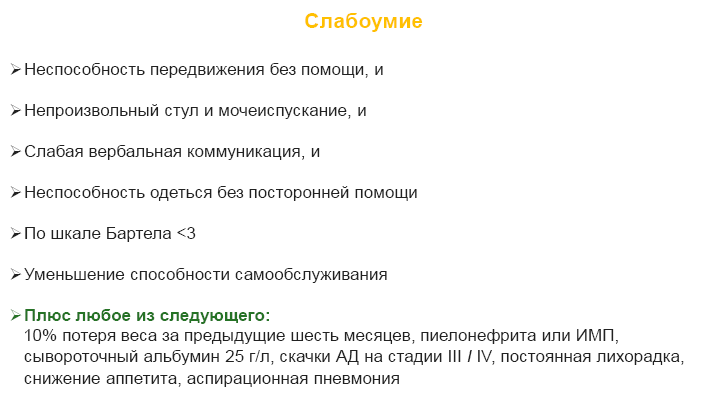 Слабоумие
➢Неспособность передвижения без помощи, и
➢Непроизвольный стул и мочеиспускание, и
➢Слабая вербальная коммуникация, и
➢Неспособность одеться без посторонней помощи
➢По шкале Бартела <3
➢Уменьшение способности самообслуживания
➢Плюс любое из следующего:
10% потеря веса за предыдущие шесть месяцев, пиелонефрита или ИМП,
сывороточный альбумин 25 г/л, скачки АД на стадии III / IV, постоянная лихорадка,
снижение аппетита, аспирационная пневмония